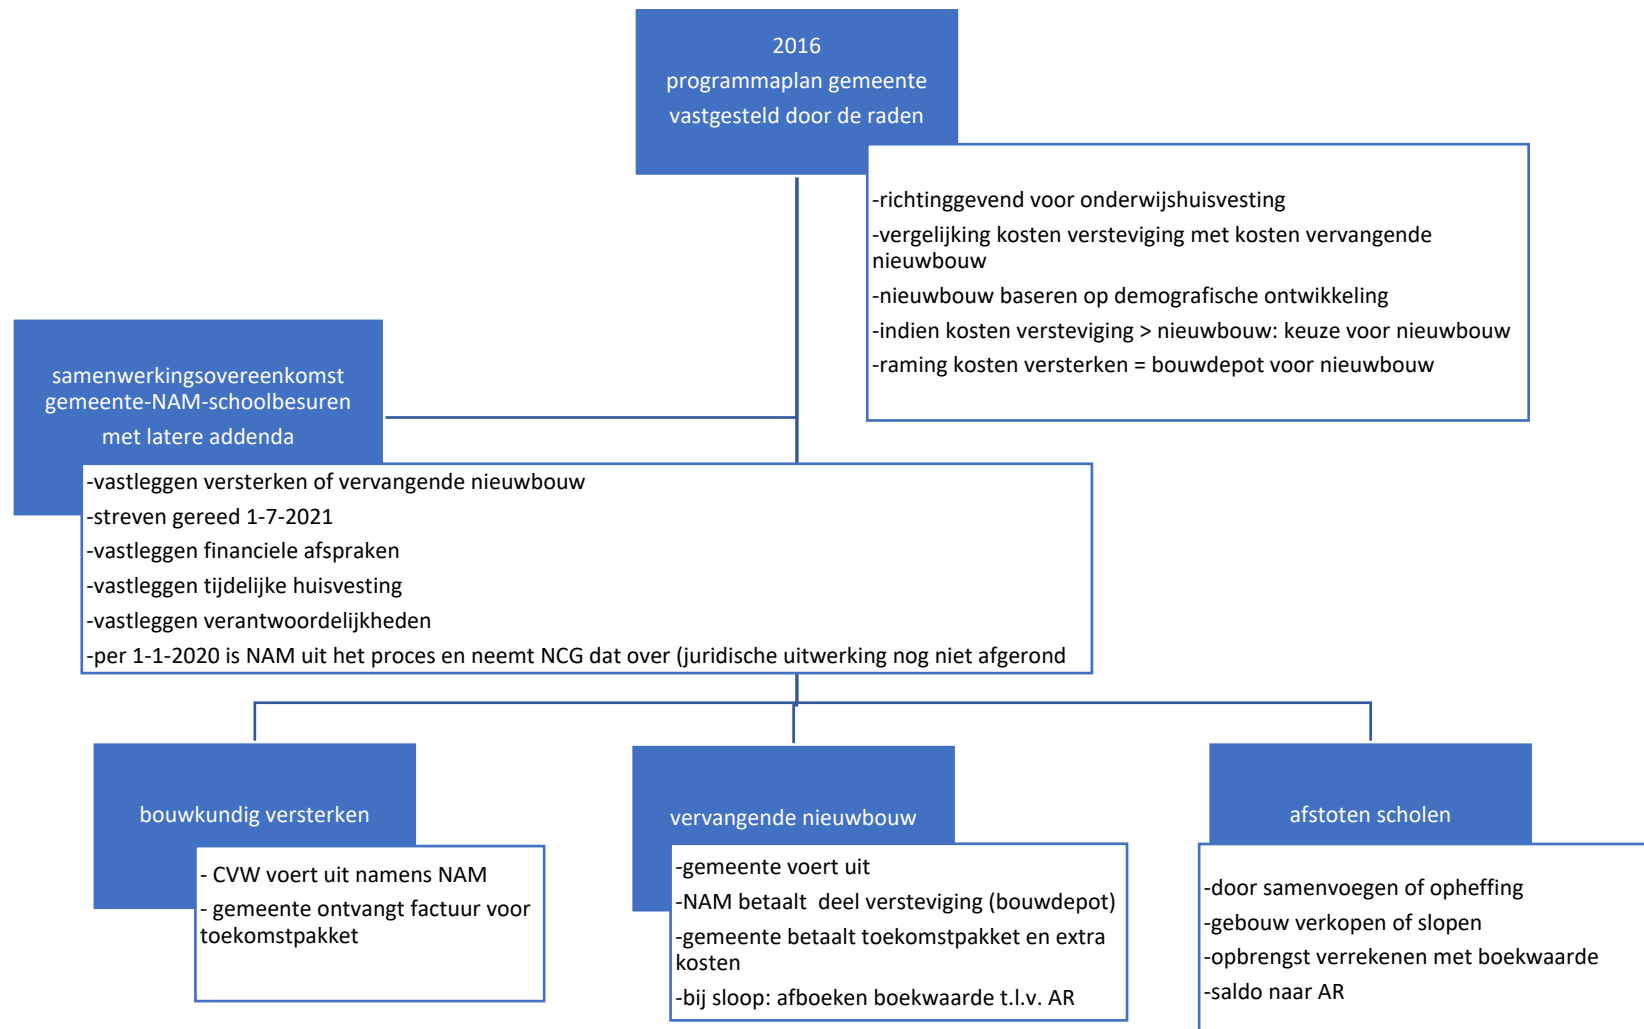 2016
programmaplan gemeente
vastgesteld door de raden
-richtinggevend voor onderwijshuisvesting
-vergelijking kosten versteviging met kosten vervangende
nieuwbouw
-nieuwbouw baseren op demografische ontwikkeling
-indien kosten versteviging > nieuwbouw: keuze voor nieuwbouw
-raming kosten versterken = bouwdepot voor nieuwbouw
samenwerkingsovereenkomst
gemeente-NAM-schoolbesuren
met latere addenda
-vastleggen versterken of vervangende nieuwbouw
-streven gereed 1-7-2021
-vastleggen financiele afspraken
-vastleggen tijdelijke huisvesting
-vastleggen verantwoordelijkheden
-per 1-1-2020 is NAM uit het proces en neemt NCG dat over (juridische uitwerking nog niet afgerond
bouwkundig versterken
- CVW voert uit namens NAM
- gemeente ontvangt factuur voor
toekomstpakket
vervangende nieuwbouw
-gemeente voert uit
-NAM betaalt deel versteviging (bouwdepot)
-gemeente betaalt toekomstpakket en extra
kosten
-bij sloop: afboeken boekwaarde t.l.v. AR
afstoten scholen
-door samenvoegen of opheffing
-gebouw verkopen of slopen
-opbrengst verrekenen met boekwaarde
-saldo naar AR